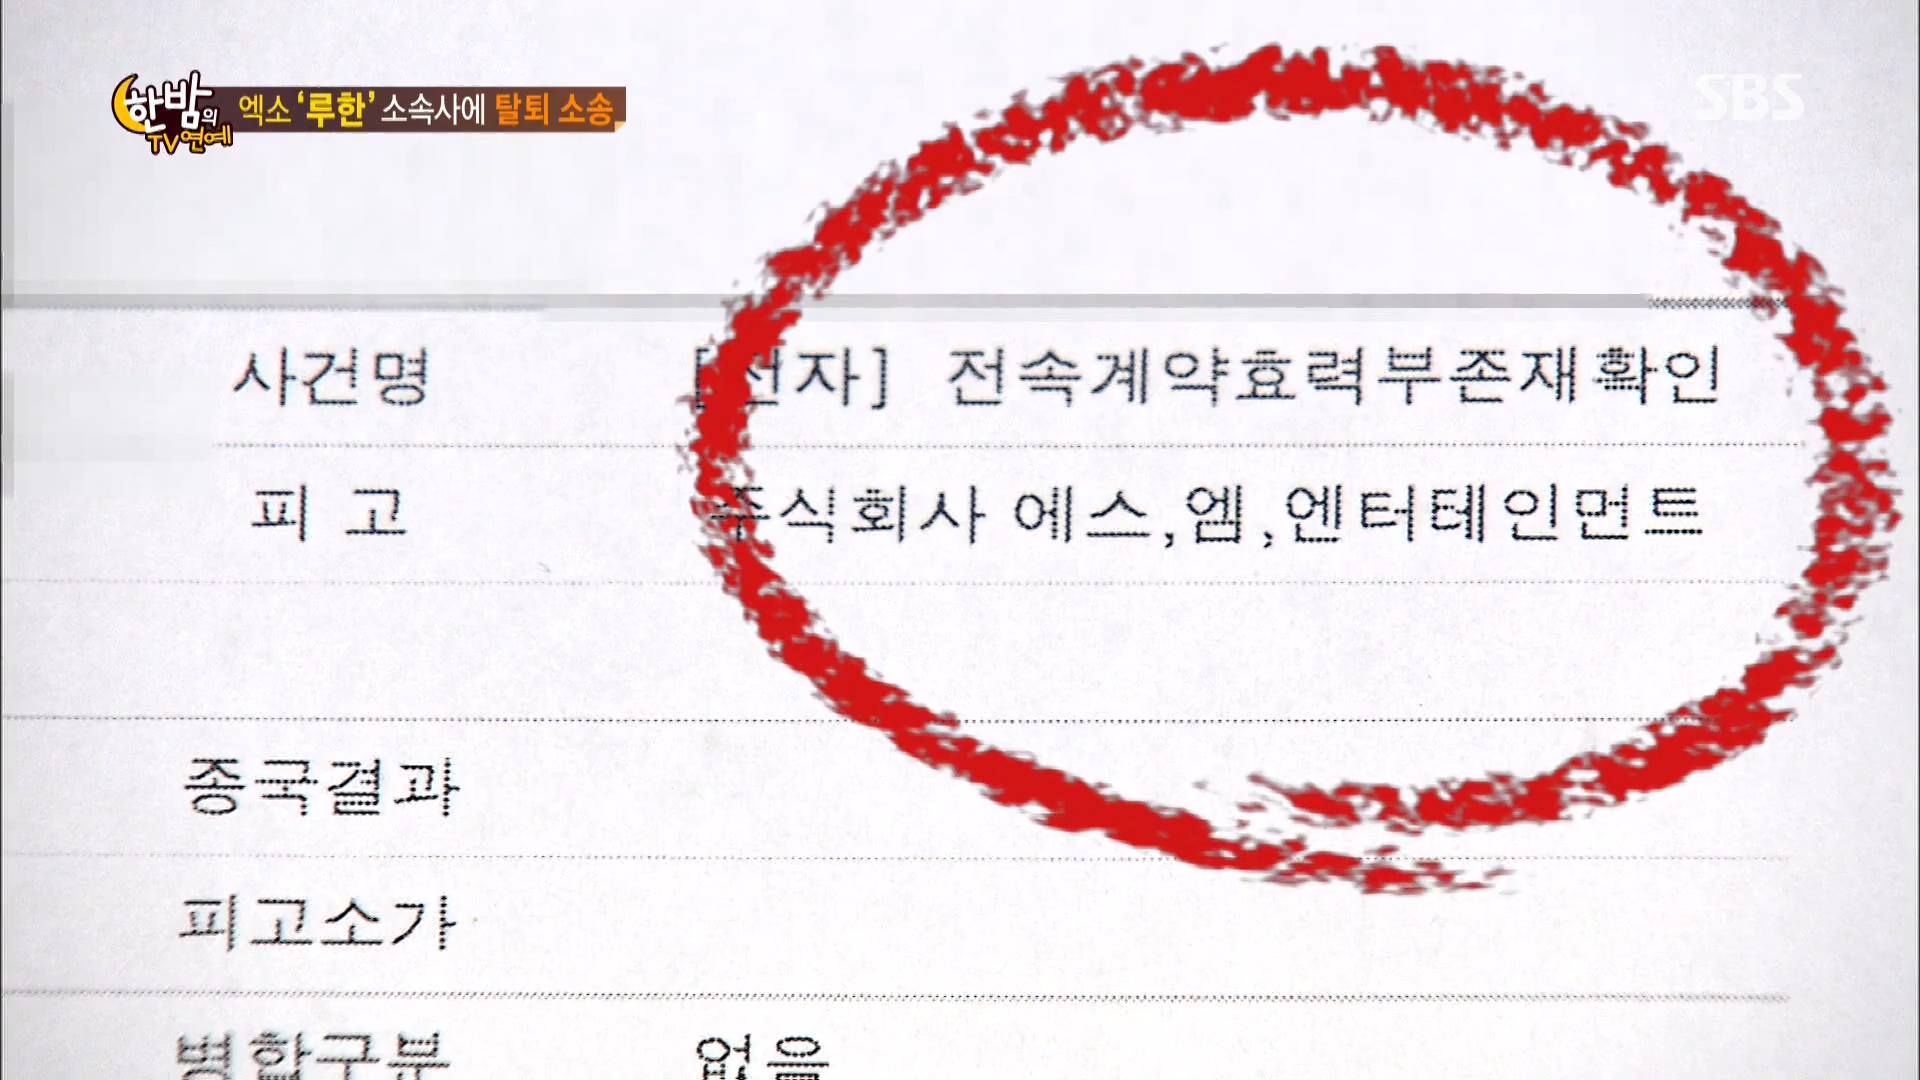 한밤의 TV연예
엑소 '루한' 소속사에 탈퇴 소송
SBS
사건명 [전자] 전속계약효력부존재확인
피고 주식회사 에스,엠,엔터테인먼트
종국결과
피고소가
병합구분 없음